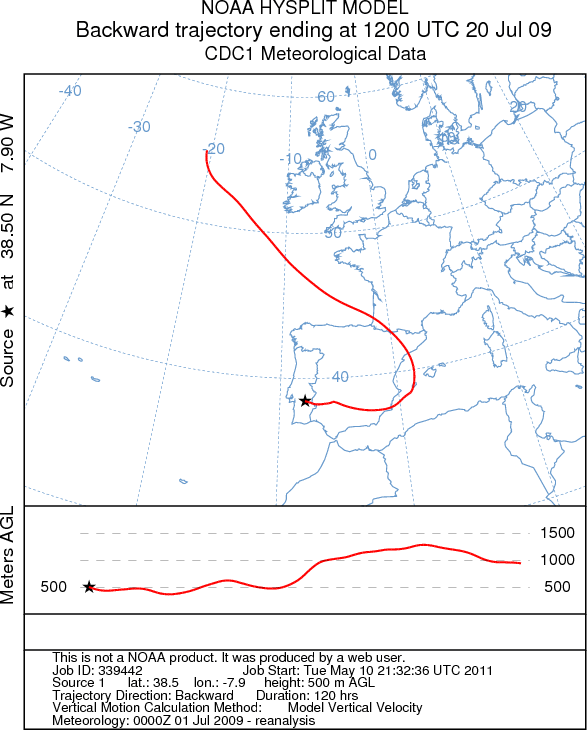 NOAA HYSPLIT MODEL
Backward trajectory ending at 1200 UTC 20 Jul 09
CDC1 Meteorological Data
Source ★ at 38.50 N 7.90 W
-40
-30
-20
-10
0
20
60
50
40
Meters AGL
1500
1000
500
500
This is not a NOAA product. It was produced by a web user.
Job ID: 339442 Job Start: Tue May 10 21:32:36 UTC 2011
Source 1 lat.: 38.5 lon.: -7.9 height: 500 m AGL
Trajectory Direction: Backward Duration: 120 hrs
Vertical Motion Calculation Method: Model Vertical Velocity
Meteorology: 0000Z 01 Jul 2009 - reanalysis